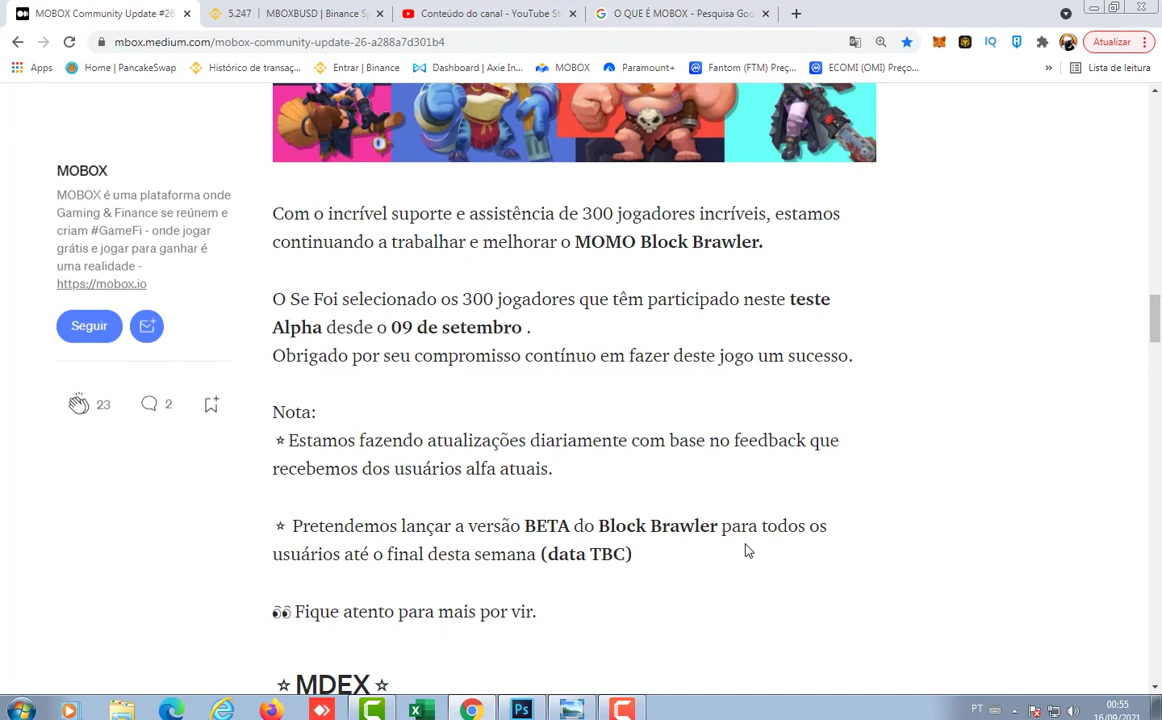 MOBOX Community Update #26
5.247 | MBOXBUSD | Binance Sp
Conteúdo do canal - YouTube St
O QUE É MOBOX - Pesquisa Goo
mbox.medium.com/mobox-community-update-26-a288a7d301b4
Atualizar
Apps
Home | PancakeSwap
Histórico de transaç...
Entrar | Binance
Dashboard | Axie In...
MOBOX
Paramount+
Fantom (FTM) Preç...
ECOMI (OMI) Preço...
»
Lista de leitura
MOBOX
MOBOX é uma plataforma onde
Gaming & Finance se reúnem e
criam #GameFi - onde jogar
grátis e jogar para ganhar é
uma realidade -
https://mobox.io
Seguir
23
2
Com o incrível suporte e assistência de 300 jogadores incríveis, estamos
continuando a trabalhar e melhorar o MOMO Block Brawler.
O Se Foi selecionado os 300 jogadores que têm participado neste teste
Alpha desde o 09 de setembro .
Obrigado por seu compromisso contínuo em fazer deste jogo um sucesso.
Nota:
⭐Estamos fazendo atualizações diariamente com base no feedback que
recebemos dos usuários alfa atuais.
⭐ Pretendemos lançar a versão BETA do Block Brawler para todos os
usuários até o final desta semana (data TBC)
👀 Fique atento para mais por vir.
⭐ MDEX ⭐
PT
00:55
16/09/2021